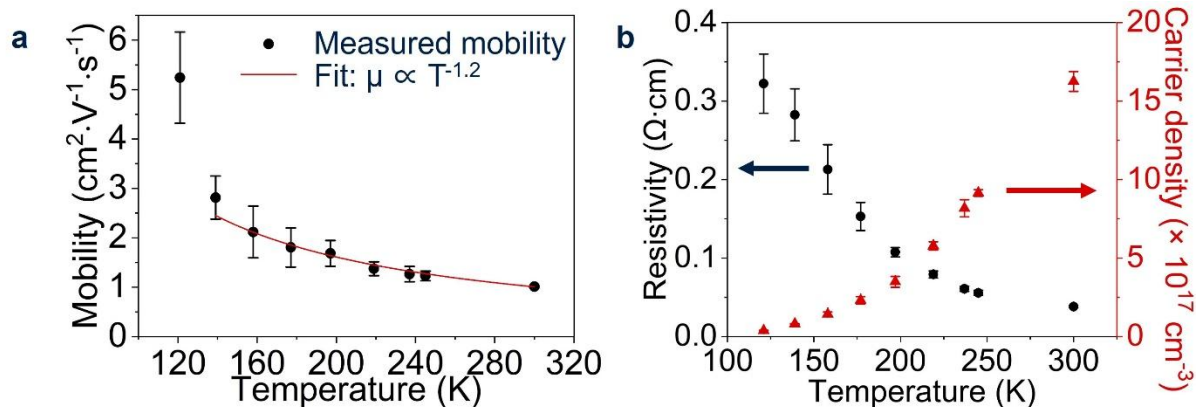 a
6
5
4
3
2
1
0
Mobility (cm²·V⁻¹·s⁻¹)
Measured mobility
Fit: μ ∝ T⁻¹·²
120 160 200 240 280 320
Temperature (K)
b
0.4
0.3
0.2
0.1
0.0
Resistivity (Ω·cm)
100 150 200 250 300
Temperature (K)
20
15
10
5
0
Carrier density (× 10¹⁷ cm⁻³)